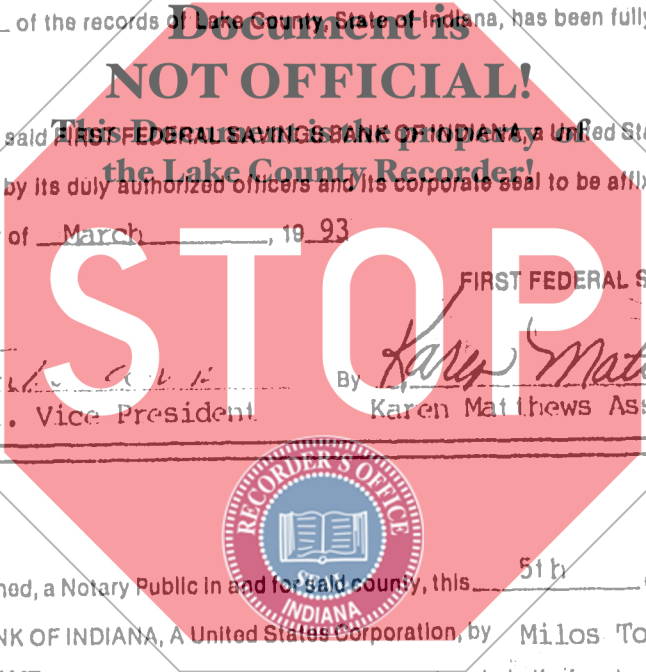 of the records of Lake County, State of Indiana, has been fully
Document is
NOT OFFICIAL!
said FIRST FEDERAL SAVINGS BANK OF INDIANA, a United Sta
This Document is the property of
the Lake County Recorder!
by its duly authorized officers and its corporate seal to be affix
of March, 19 93
STOP
FIRST FEDERAL S
By Karen Mat
. Vice President Karen Matthews Ass
RECORDER'S OFFICE
SEAL
INDIANA
ned, a Notary Public in and for said county, this 5th
NK OF INDIANA, A United States Corporation, by Milos To